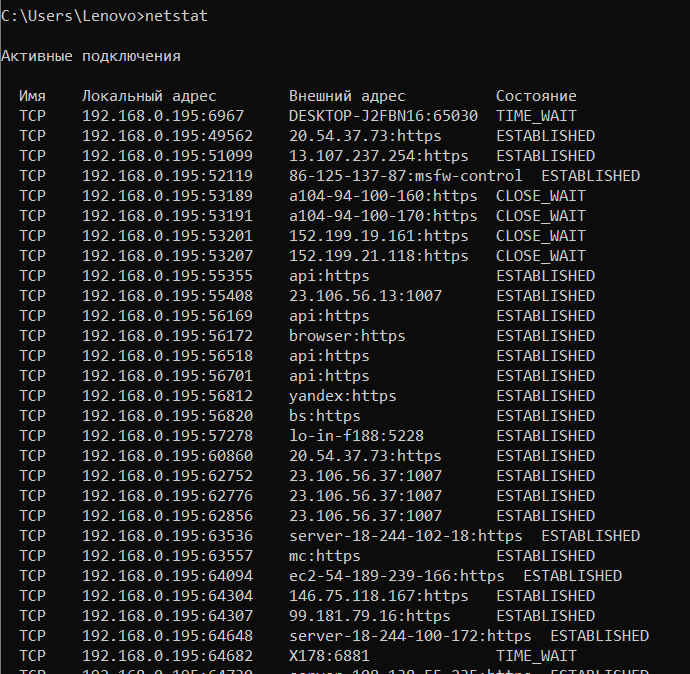 C:\Users\Lenovo>netstat
Активные подключения
Имя Локальный адрес Внешний адрес Состояние
TCP 192.168.0.195:6967 DESKTOP-J2FBN16:65030 TIME_WAIT
TCP 192.168.0.195:49562 20.54.37.73:https ESTABLISHED
TCP 192.168.0.195:51099 13.107.237.254:https ESTABLISHED
TCP 192.168.0.195:52119 86-125-137-87:msfw-control ESTABLISHED
TCP 192.168.0.195:53189 a104-94-100-160:https CLOSE_WAIT
TCP 192.168.0.195:53191 a104-94-100-170:https CLOSE_WAIT
TCP 192.168.0.195:53201 152.199.19.161:https CLOSE_WAIT
TCP 192.168.0.195:53207 152.199.21.118:https CLOSE_WAIT
TCP 192.168.0.195:55355 api:https ESTABLISHED
TCP 192.168.0.195:55408 23.106.56.13:1007 ESTABLISHED
TCP 192.168.0.195:56169 api:https ESTABLISHED
TCP 192.168.0.195:56172 browser:https ESTABLISHED
TCP 192.168.0.195:56518 api:https ESTABLISHED
TCP 192.168.0.195:56701 api:https ESTABLISHED
TCP 192.168.0.195:56812 yandex:https ESTABLISHED
TCP 192.168.0.195:56820 bs:https ESTABLISHED
TCP 192.168.0.195:57278 lo-in-f188:5228 ESTABLISHED
TCP 192.168.0.195:60860 20.54.37.73:https ESTABLISHED
TCP 192.168.0.195:62752 23.106.56.37:1007 ESTABLISHED
TCP 192.168.0.195:62776 23.106.56.37:1007 ESTABLISHED
TCP 192.168.0.195:62856 23.106.56.37:1007 ESTABLISHED
TCP 192.168.0.195:63536 server-18-244-102-18:https ESTABLISHED
TCP 192.168.0.195:63557 mc:https ESTABLISHED
TCP 192.168.0.195:64094 ec2-54-189-239-166:https ESTABLISHED
TCP 192.168.0.195:64304 146.75.118.167:https ESTABLISHED
TCP 192.168.0.195:64307 99.181.79.16:https ESTABLISHED
TCP 192.168.0.195:64648 server-18-244-100-172:https ESTABLISHED
TCP 192.168.0.195:64682 X178:6881 TIME_WAIT
TCP ESTABLISHED